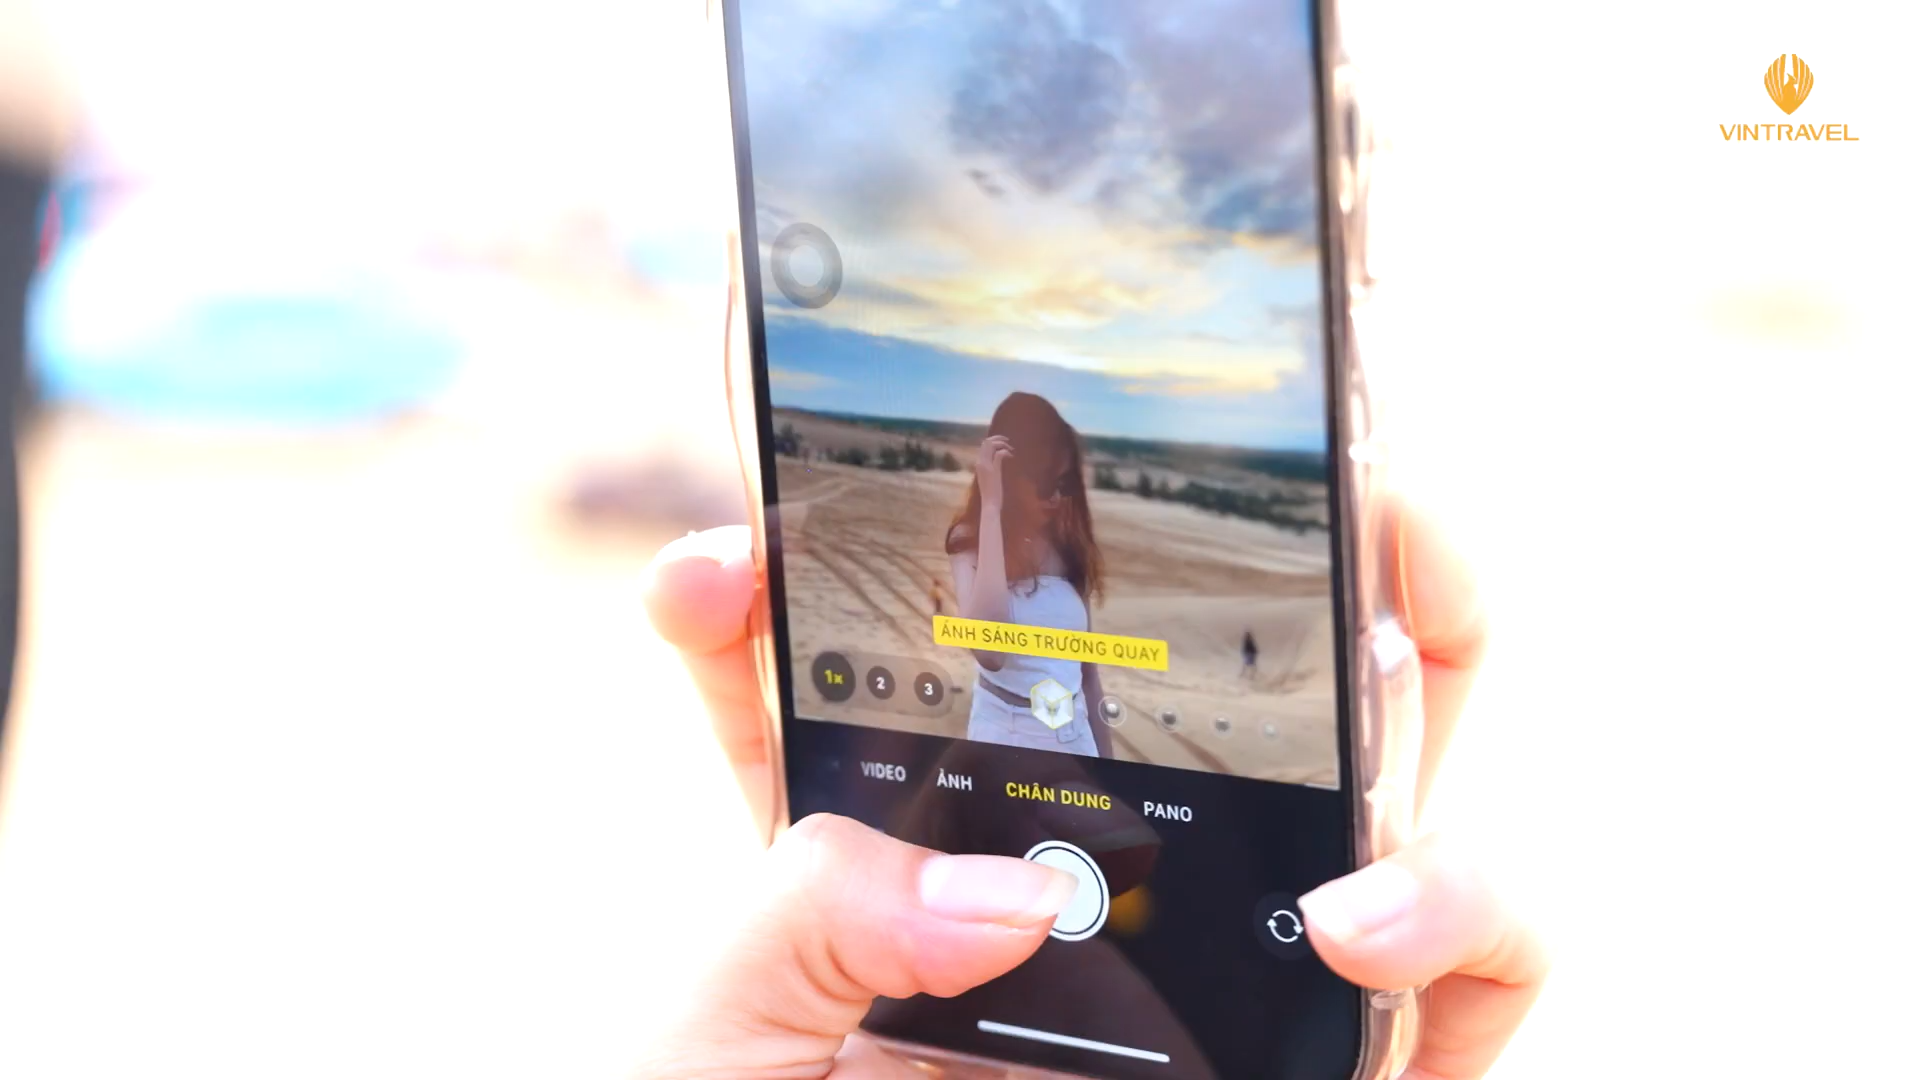 VINTRAVEL
ÁNH SÁNG TRƯỜNG QUAY
1x 2 3
VIDEO ẢNH CHÂN DUNG PANO